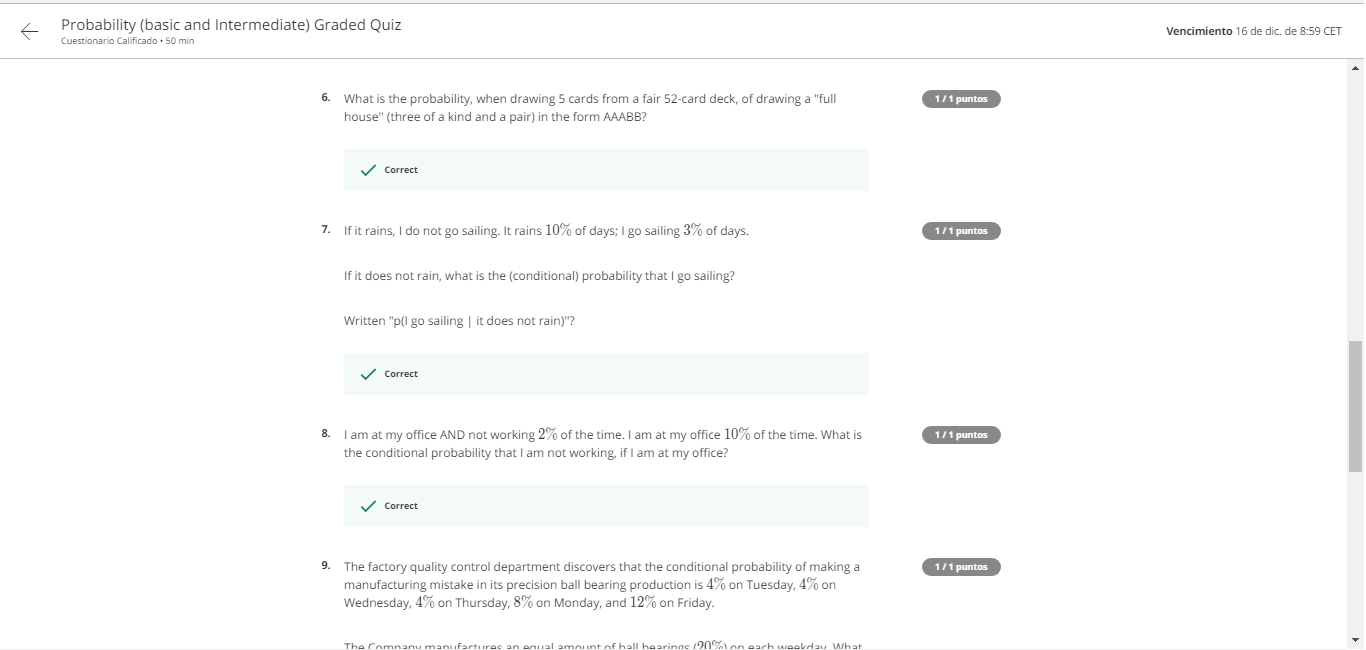 Probability (basic and Intermediate) Graded Quiz
Cuestionario Calificado • 50 min
Vencimiento 16 de dic. de 8:59 CET
6. What is the probability, when drawing 5 cards from a fair 52-card deck, of drawing a "full
house" (three of a kind and a pair) in the form AAABB?
1 / 1 puntos
Correct
7. If it rains, I do not go sailing. It rains 10% of days; I go sailing 3% of days.
1 / 1 puntos
If it does not rain, what is the (conditional) probability that I go sailing?
Written "p(I go sailing | it does not rain)"?
Correct
8. I am at my office AND not working 2% of the time. I am at my office 10% of the time. What is
the conditional probability that I am not working, if I am at my office?
1 / 1 puntos
Correct
9. The factory quality control department discovers that the conditional probability of making a
manufacturing mistake in its precision ball bearing production is 4% on Tuesday, 4% on
Wednesday, 4% on Thursday, 8% on Monday, and 12% on Friday.
1 / 1 puntos
The Company manufactures an equal amount of ball bearings (20%) on each weekday. What